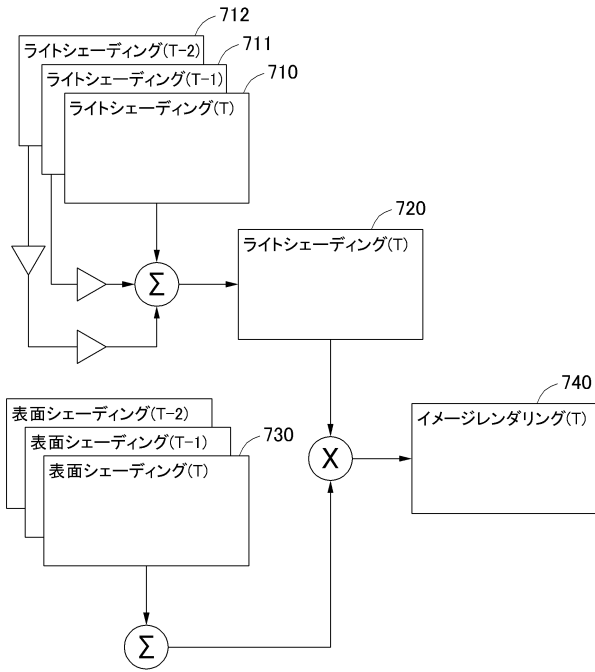 712
ライトシェーディング(T-2)
711
ライトシェーディング(T-1)
710
ライトシェーディング(T)
720
ライトシェーディング(T)
Σ
740
表面シェーディング(T-2)
イメージレンダリング(T)
表面シェーディング(T-1)
730
表面シェーディング(T)
X
Σ